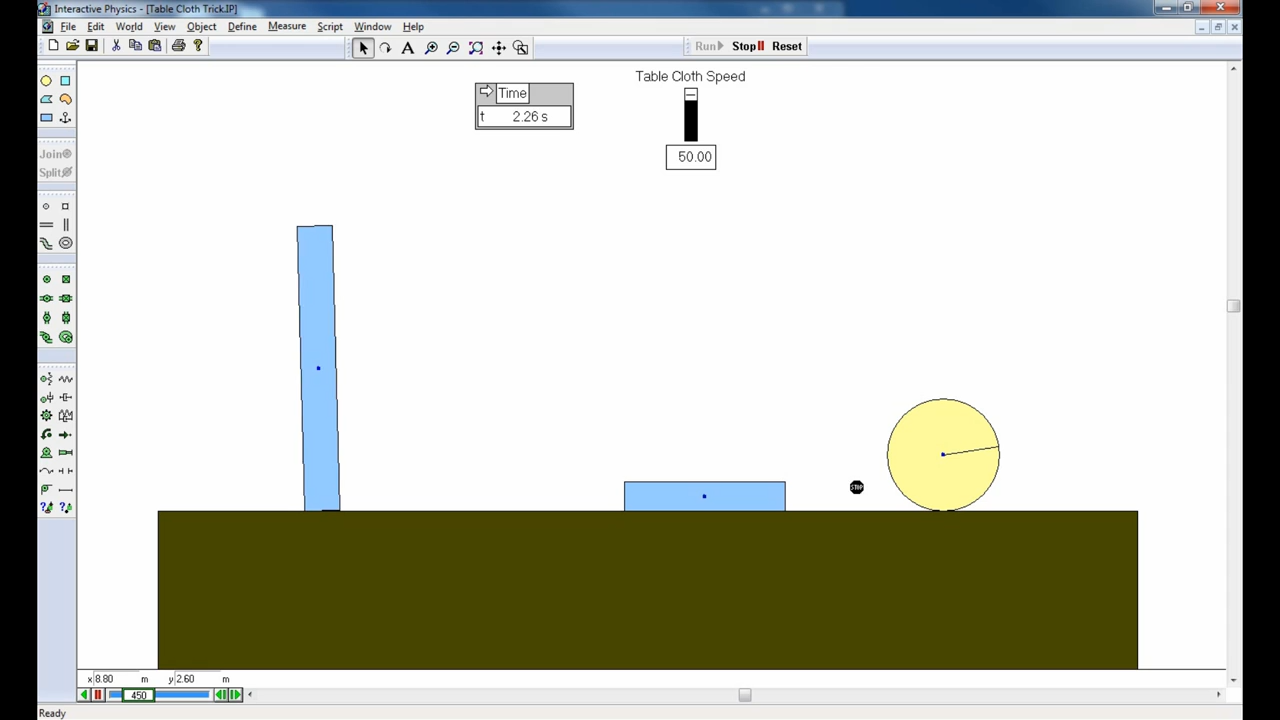 Interactive Physics - [Table Cloth Trick.IP]
File Edit World View Object Define Measure Script Window Help
? A Run Stop Reset
Table Cloth Speed
Time
t 2.26 s
50.00
Join
Split
STOP
x 8.80 m y 2.60 m
450
Ready